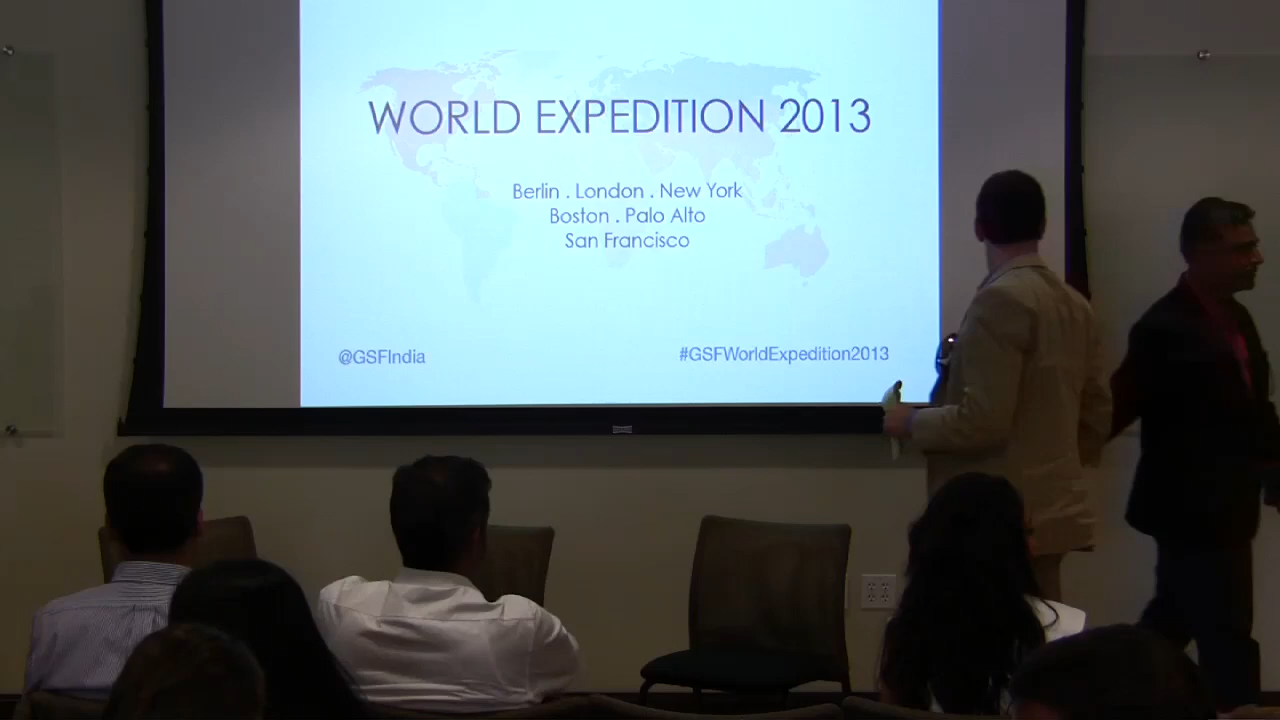 WORLD EXPEDITION 2013
Berlin . London . New York
Boston . Palo Alto
San Francisco
@GSFIndia
#GSFWorldExpedition2013